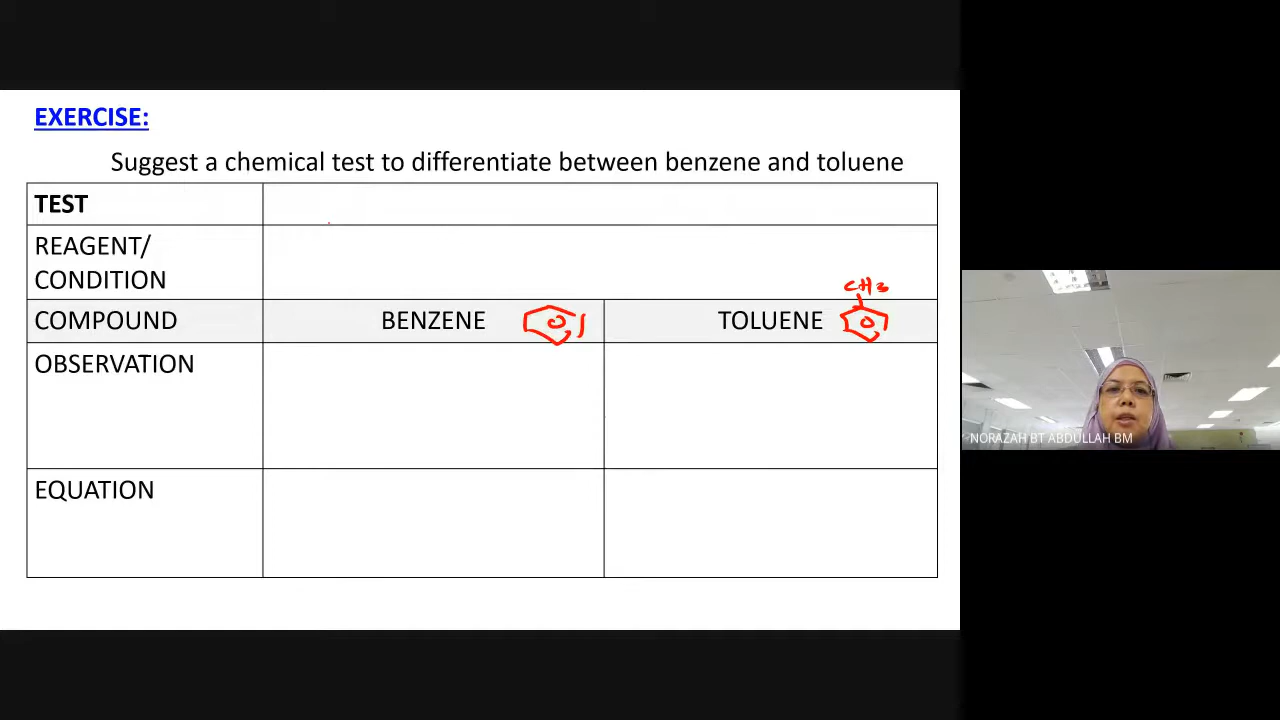 EXERCISE:
Suggest a chemical test to differentiate between benzene and toluene
TEST
REAGENT/
CONDITION
CH3
COMPOUND
BENZENE
TOLUENE
OBSERVATION
EQUATION
NORAZAH BT ABDULLAH BM